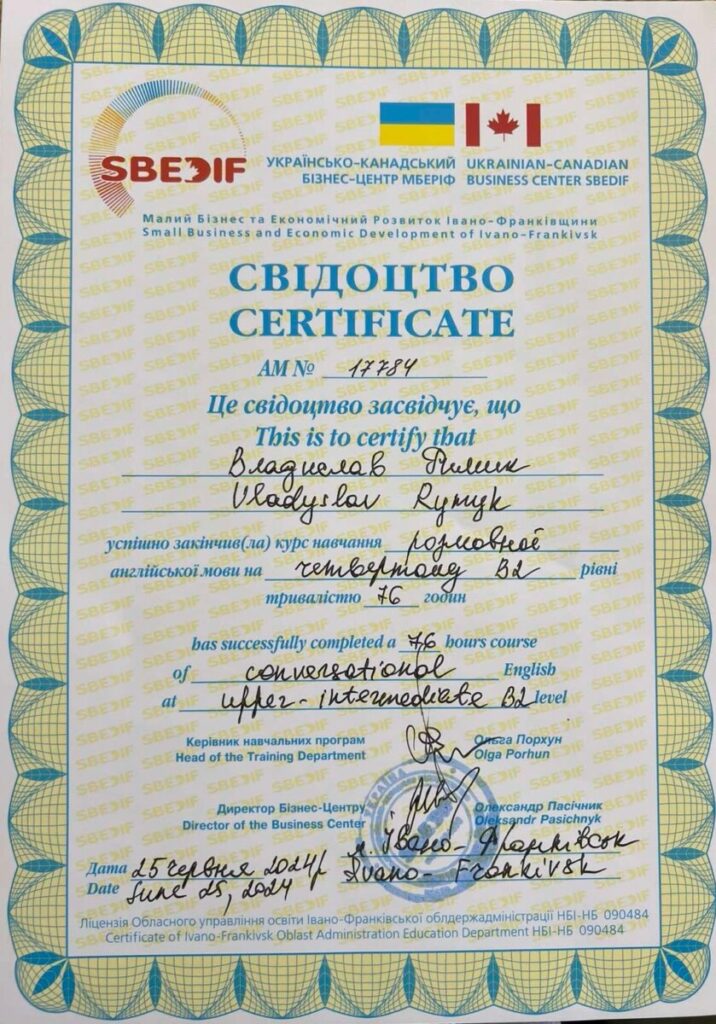 SBEDIF
УКРАЇНСЬКО-КАНАДСЬКИЙ
БІЗНЕС-ЦЕНТР МБЕРІФ
UKRAINIAN-CANADIAN
BUSINESS CENTER SBEDIF
Малий Бізнес та Економічний Розвиток Івано-Франківщини
Small Business and Economic Development of Ivano-Frankivsk
СВІДОЦТВО
CERTIFICATE
АМ № 17784
Це свідоцтво засвідчує, що
This is to certify that
Владислав Римик
Vladyslav Rymyk
успішно закінчив(ла) курс навчання розмовної
англійської мови на четвертому B2 рівні
тривалістю 76 годин
has successfully completed a 76 hours course
of conversational English
at upper-intermediate B2 level
Керівник навчальних програм
Head of the Training Department
Ольга Порхун
Olga Porhun
Директор Бізнес-Центру
Director of the Business Center
Олександр Пасічник
Oleksandr Pasichnyk
Дата 25 червня 2024р
м. Івано-Франківськ
Date June 25, 2024
Ivano-Frankivsk
Ліцензія Обласного управління освіти Івано-Франківської облдержадміністрації НБІ-НБ 090484
Certificate of Ivano-Frankivsk Oblast Administration Education Department НБІ-НБ 090484